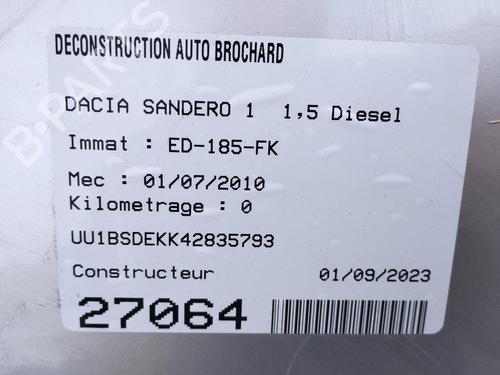 DECONSTRUCTION AUTO BROCHARD
DACIA SANDERO 1 1,5 Diesel
Immat : ED-185-FK
Mec : 01/07/2010
Kilometrage : 0
UU1BSDEKK42835793
Constructeur 01/09/2023
27064
B-PARTS